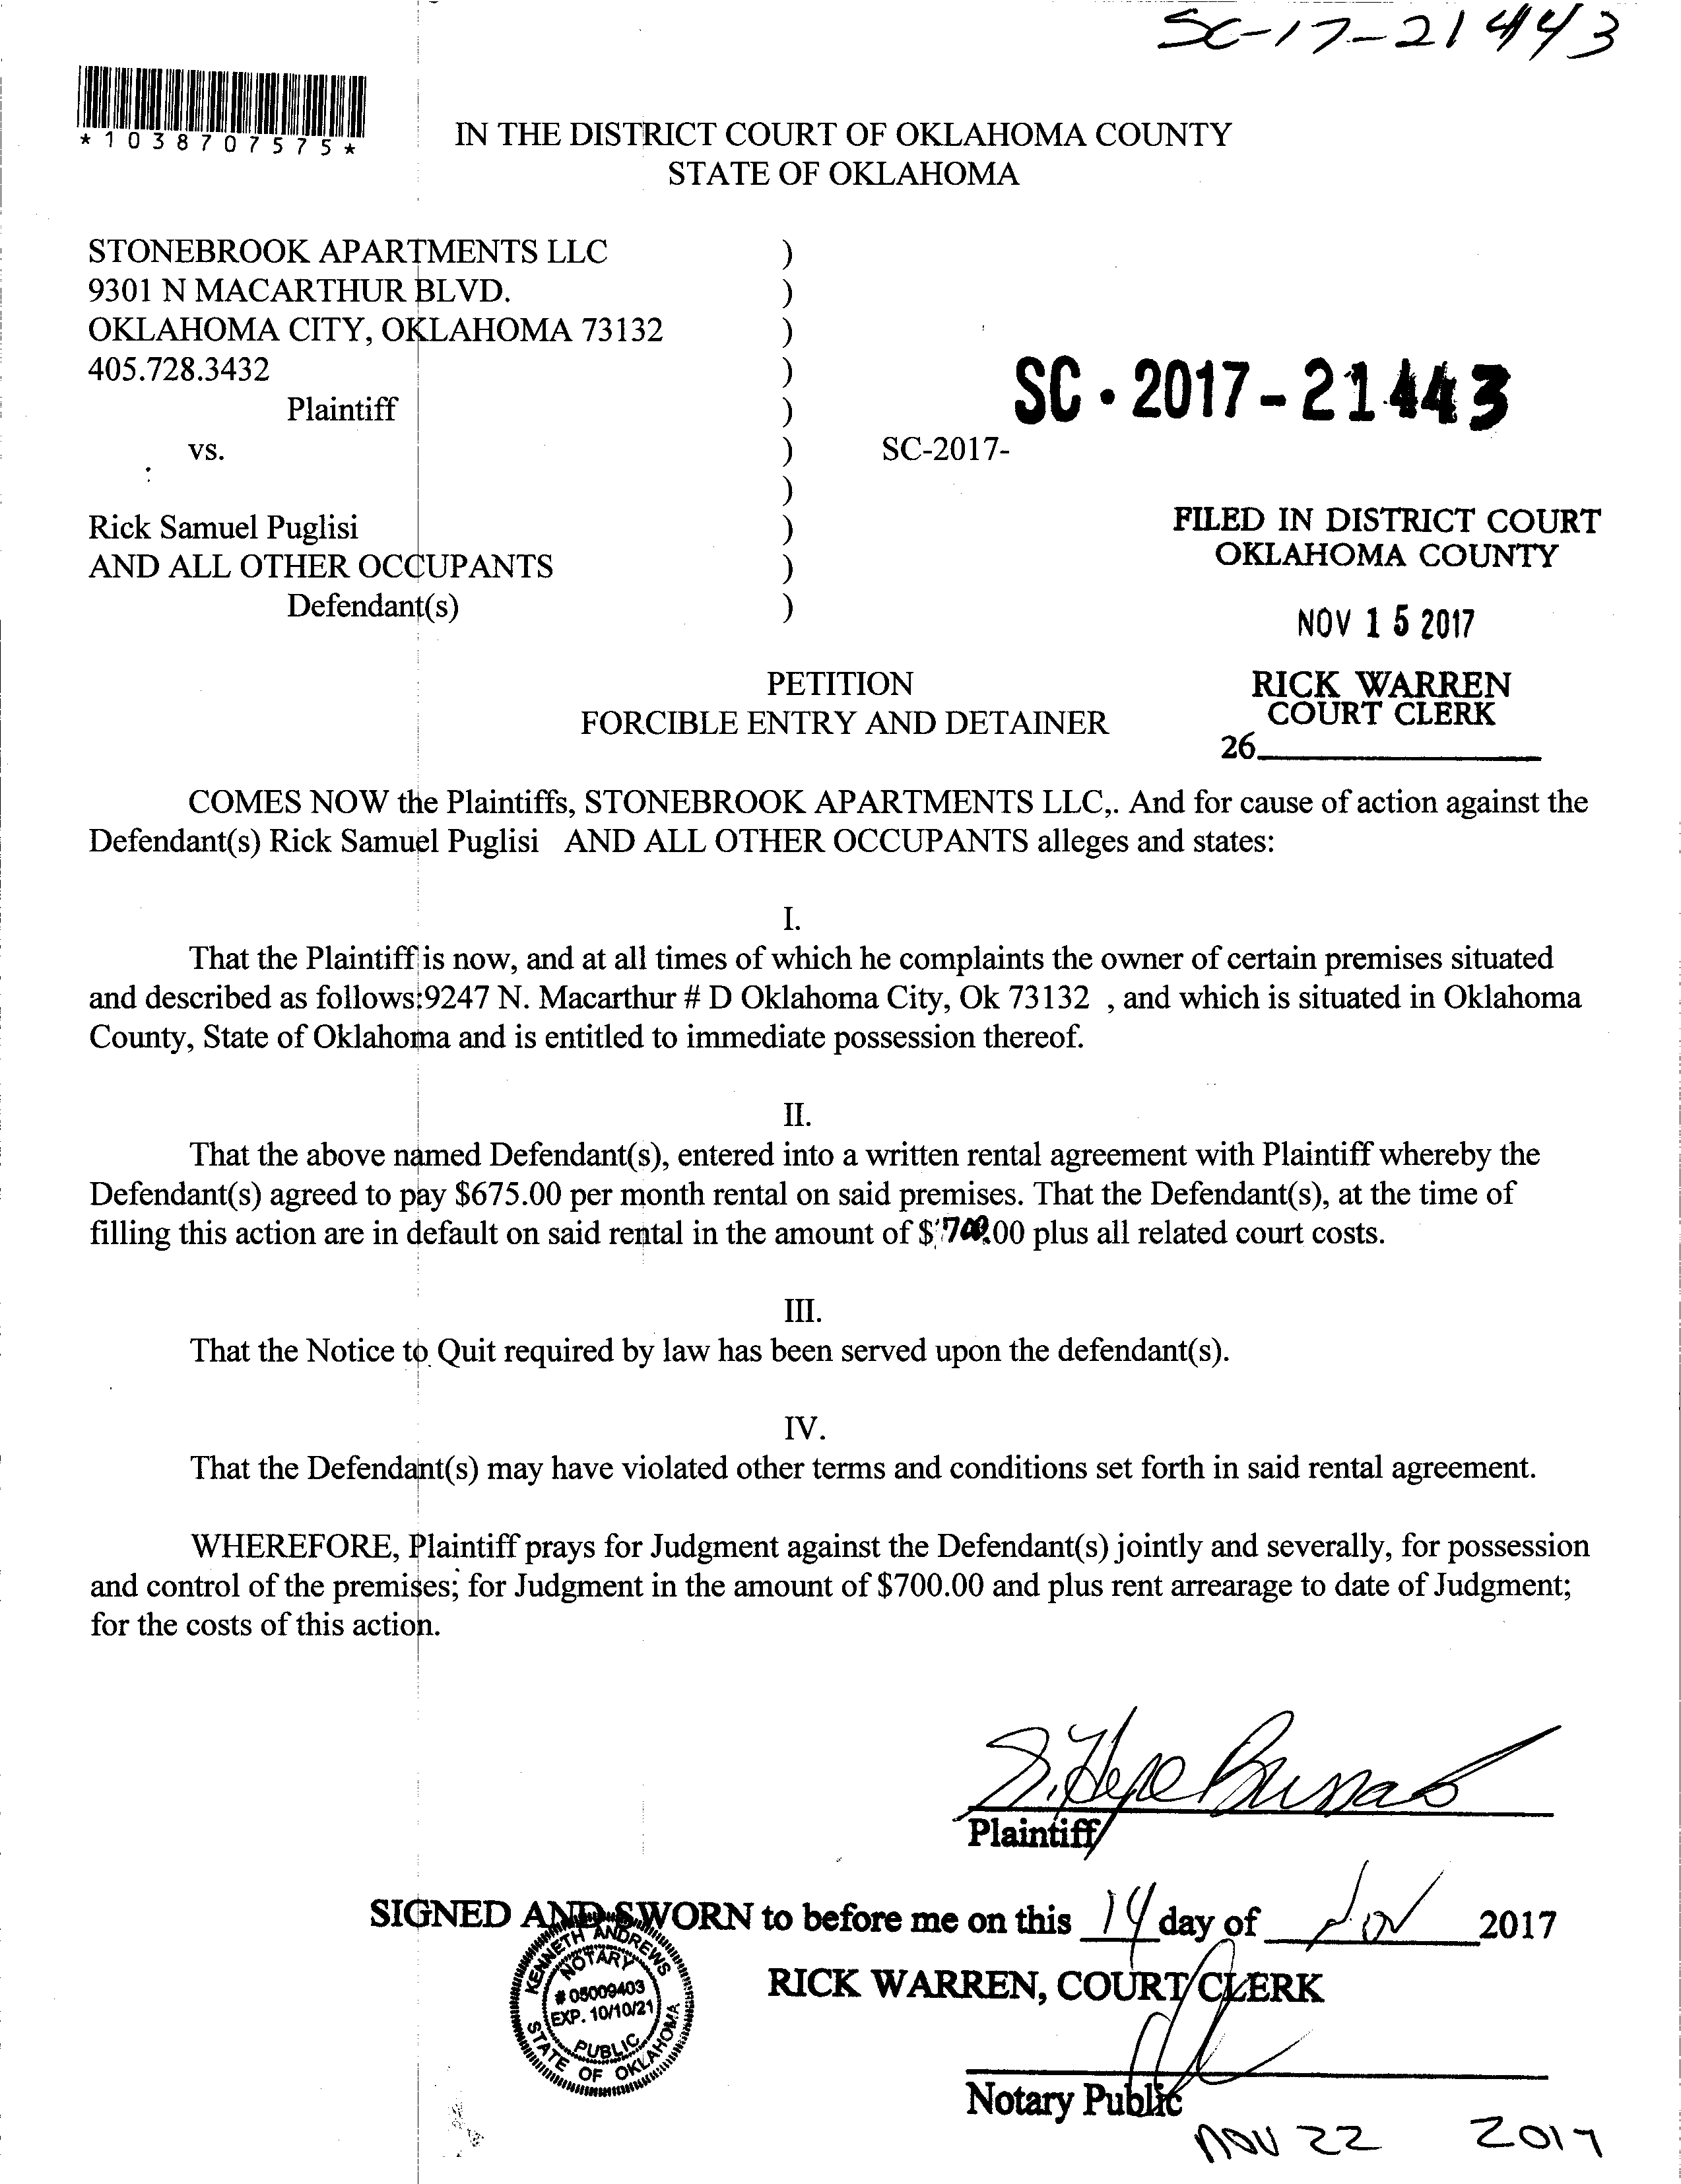 SC-17-21443
*1038707575*
IN THE DISTRICT COURT OF OKLAHOMA COUNTY
STATE OF OKLAHOMA
STONEBROOK APARTMENTS LLC )
9301 N MACARTHUR BLVD. )
OKLAHOMA CITY, OKLAHOMA 73132 )
405.728.3432 )
SC · 2017-21443
Plaintiff )
vs. ) SC-2017-
)
Rick Samuel Puglisi )
AND ALL OTHER OCCUPANTS )
Defendant(s) )
FILED IN DISTRICT COURT
OKLAHOMA COUNTY
NOV 15 2017
RICK WARREN
COURT CLERK
26
PETITION
FORCIBLE ENTRY AND DETAINER
COMES NOW the Plaintiffs, STONEBROOK APARTMENTS LLC,. And for cause of action against the
Defendant(s) Rick Samuel Puglisi AND ALL OTHER OCCUPANTS alleges and states:
I.
That the Plaintiff is now, and at all times of which he complaints the owner of certain premises situated
and described as follows:9247 N. Macarthur # D Oklahoma City, Ok 73132 , and which is situated in Oklahoma
County, State of Oklahoma and is entitled to immediate possession thereof.
II.
That the above named Defendant(s), entered into a written rental agreement with Plaintiff whereby the
Defendant(s) agreed to pay $675.00 per month rental on said premises. That the Defendant(s), at the time of
filling this action are in default on said rental in the amount of $700.00 plus all related court costs.
III.
That the Notice to Quit required by law has been served upon the defendant(s).
IV.
That the Defendant(s) may have violated other terms and conditions set forth in said rental agreement.
WHEREFORE, Plaintiff prays for Judgment against the Defendant(s) jointly and severally, for possession
and control of the premises; for Judgment in the amount of $700.00 and plus rent arrearage to date of Judgment;
for the costs of this action.
Plaintiff
SIGNED AND SWORN to before me on this 14 day of Nov 2017
KENNETH ANDREWS
NOTARY
# 05009403
EXP. 10/10/21
PUBLIC
STATE OF OKLAHOMA
RICK WARREN, COURT CLERK
Notary Public
NOV 22 2017